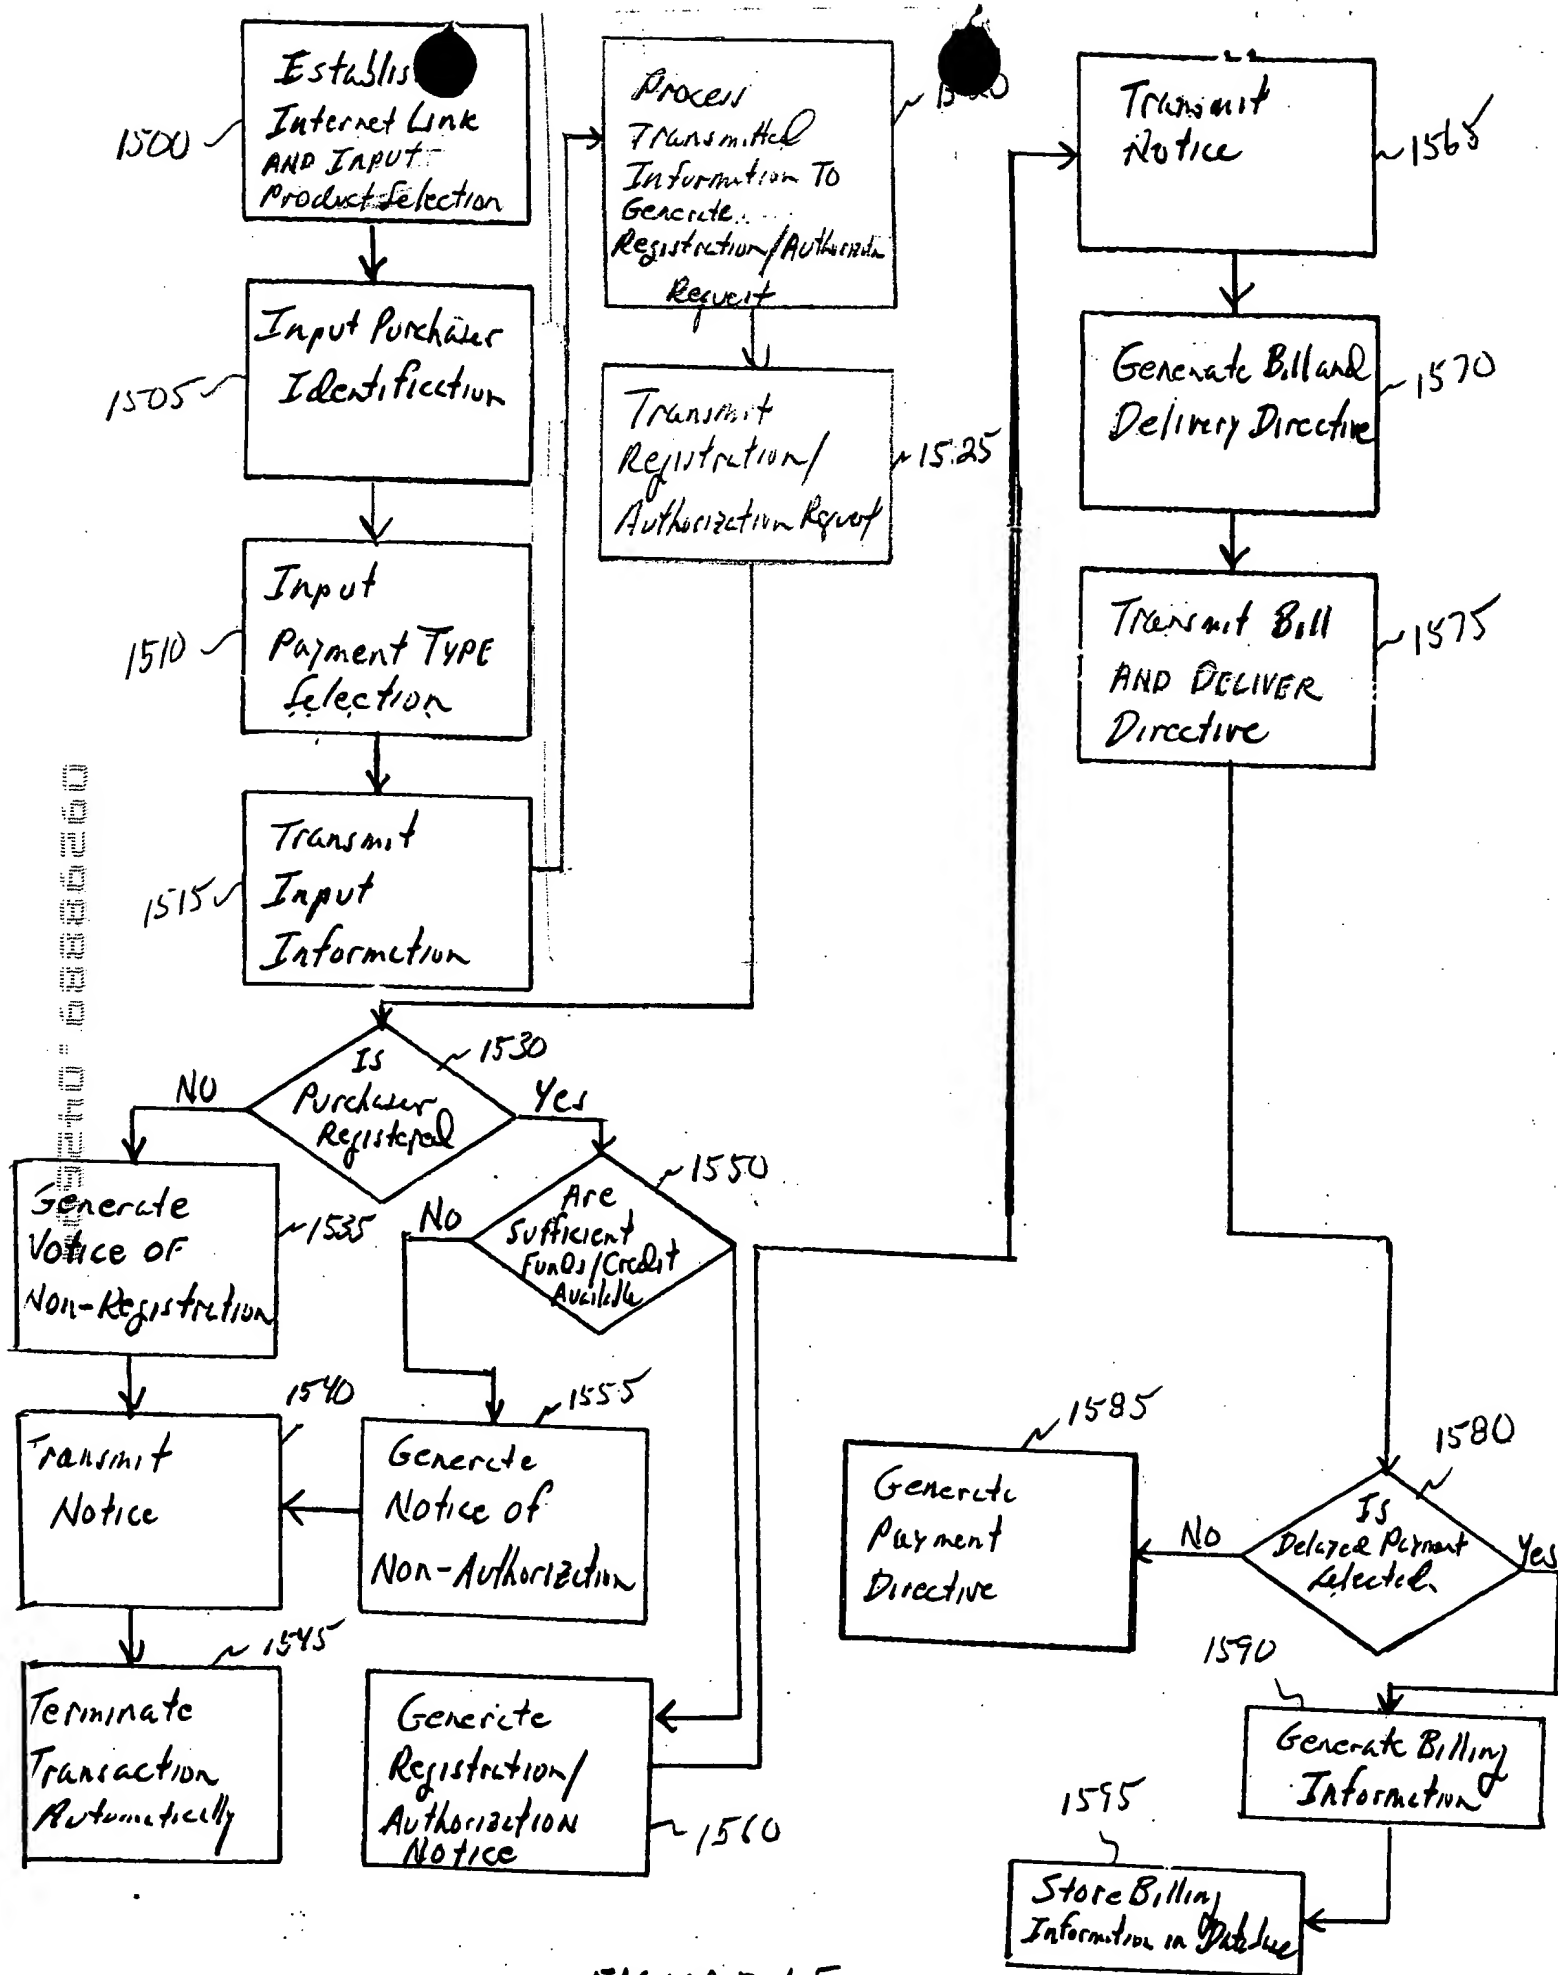 Establis
Internet Link
AND INPUT
Product Selection
1500
Input Purchaser
Identification
1505
Input
Payment TYPE
Selection
1510
Transmit
Input
Information
1515
Process
Transmitted
Information To
Generate
Registration/Authorization
Request
Transmit
Registration/
Authorization Request
1525
Is
Purchaser
Registered
1530
NO
Yes
Generate
Notice OF
Non-Registration
1535
Transmit
Notice
1540
Terminate
Transaction
Automatically
1545
Are
Sufficient
Funds/Credit
Available
1550
No
Generate
Notice of
Non-Authorization
1555
Generate
Registration/
Authorization
Notice
1560
Transmit
Notice
1565
Generate Bill and
Delivery Directive
1570
Transmit Bill
AND DELIVER
Directive
1575
Is
Delayed Payment
Selected
1580
No
Yes
Generate
Payment
Directive
1585
Generate Billing
Information
1590
Store Billing
Information in Database
1595